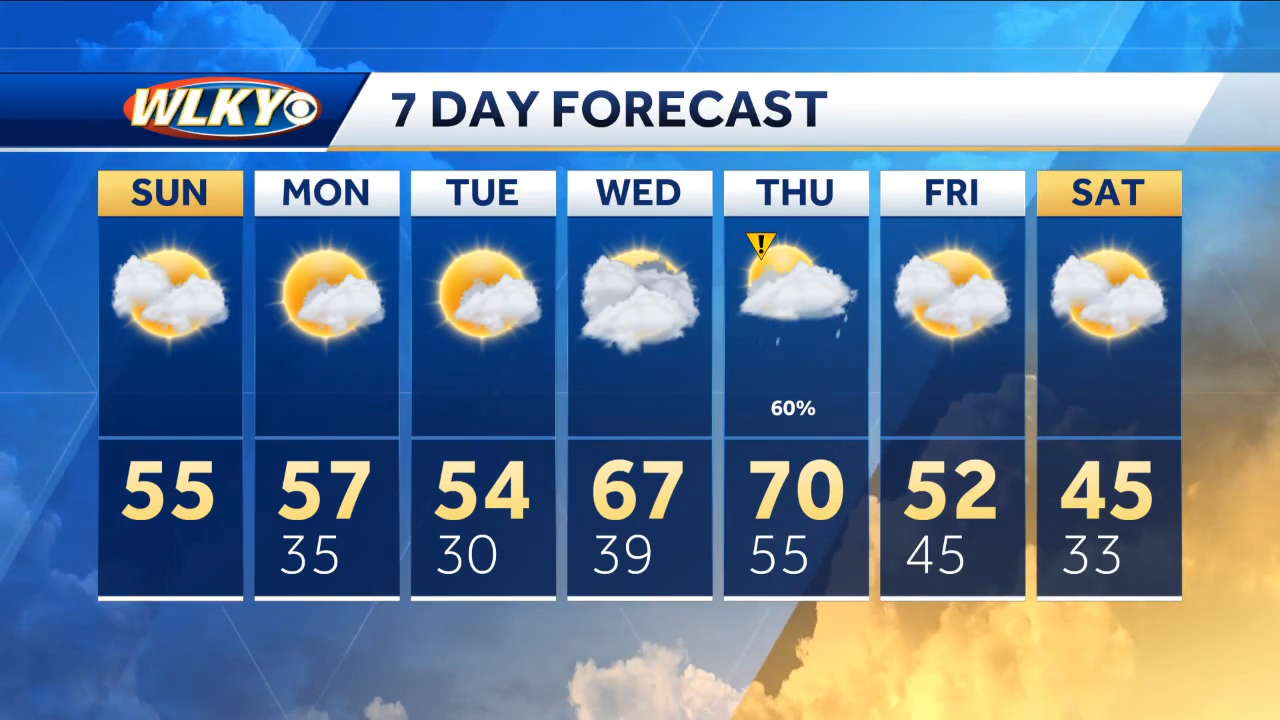 WLKY
7 DAY FORECAST
SUN MON TUE WED THU FRI SAT
!
60%
55 57 54 67 70 52 45
35 30 39 55 45 33